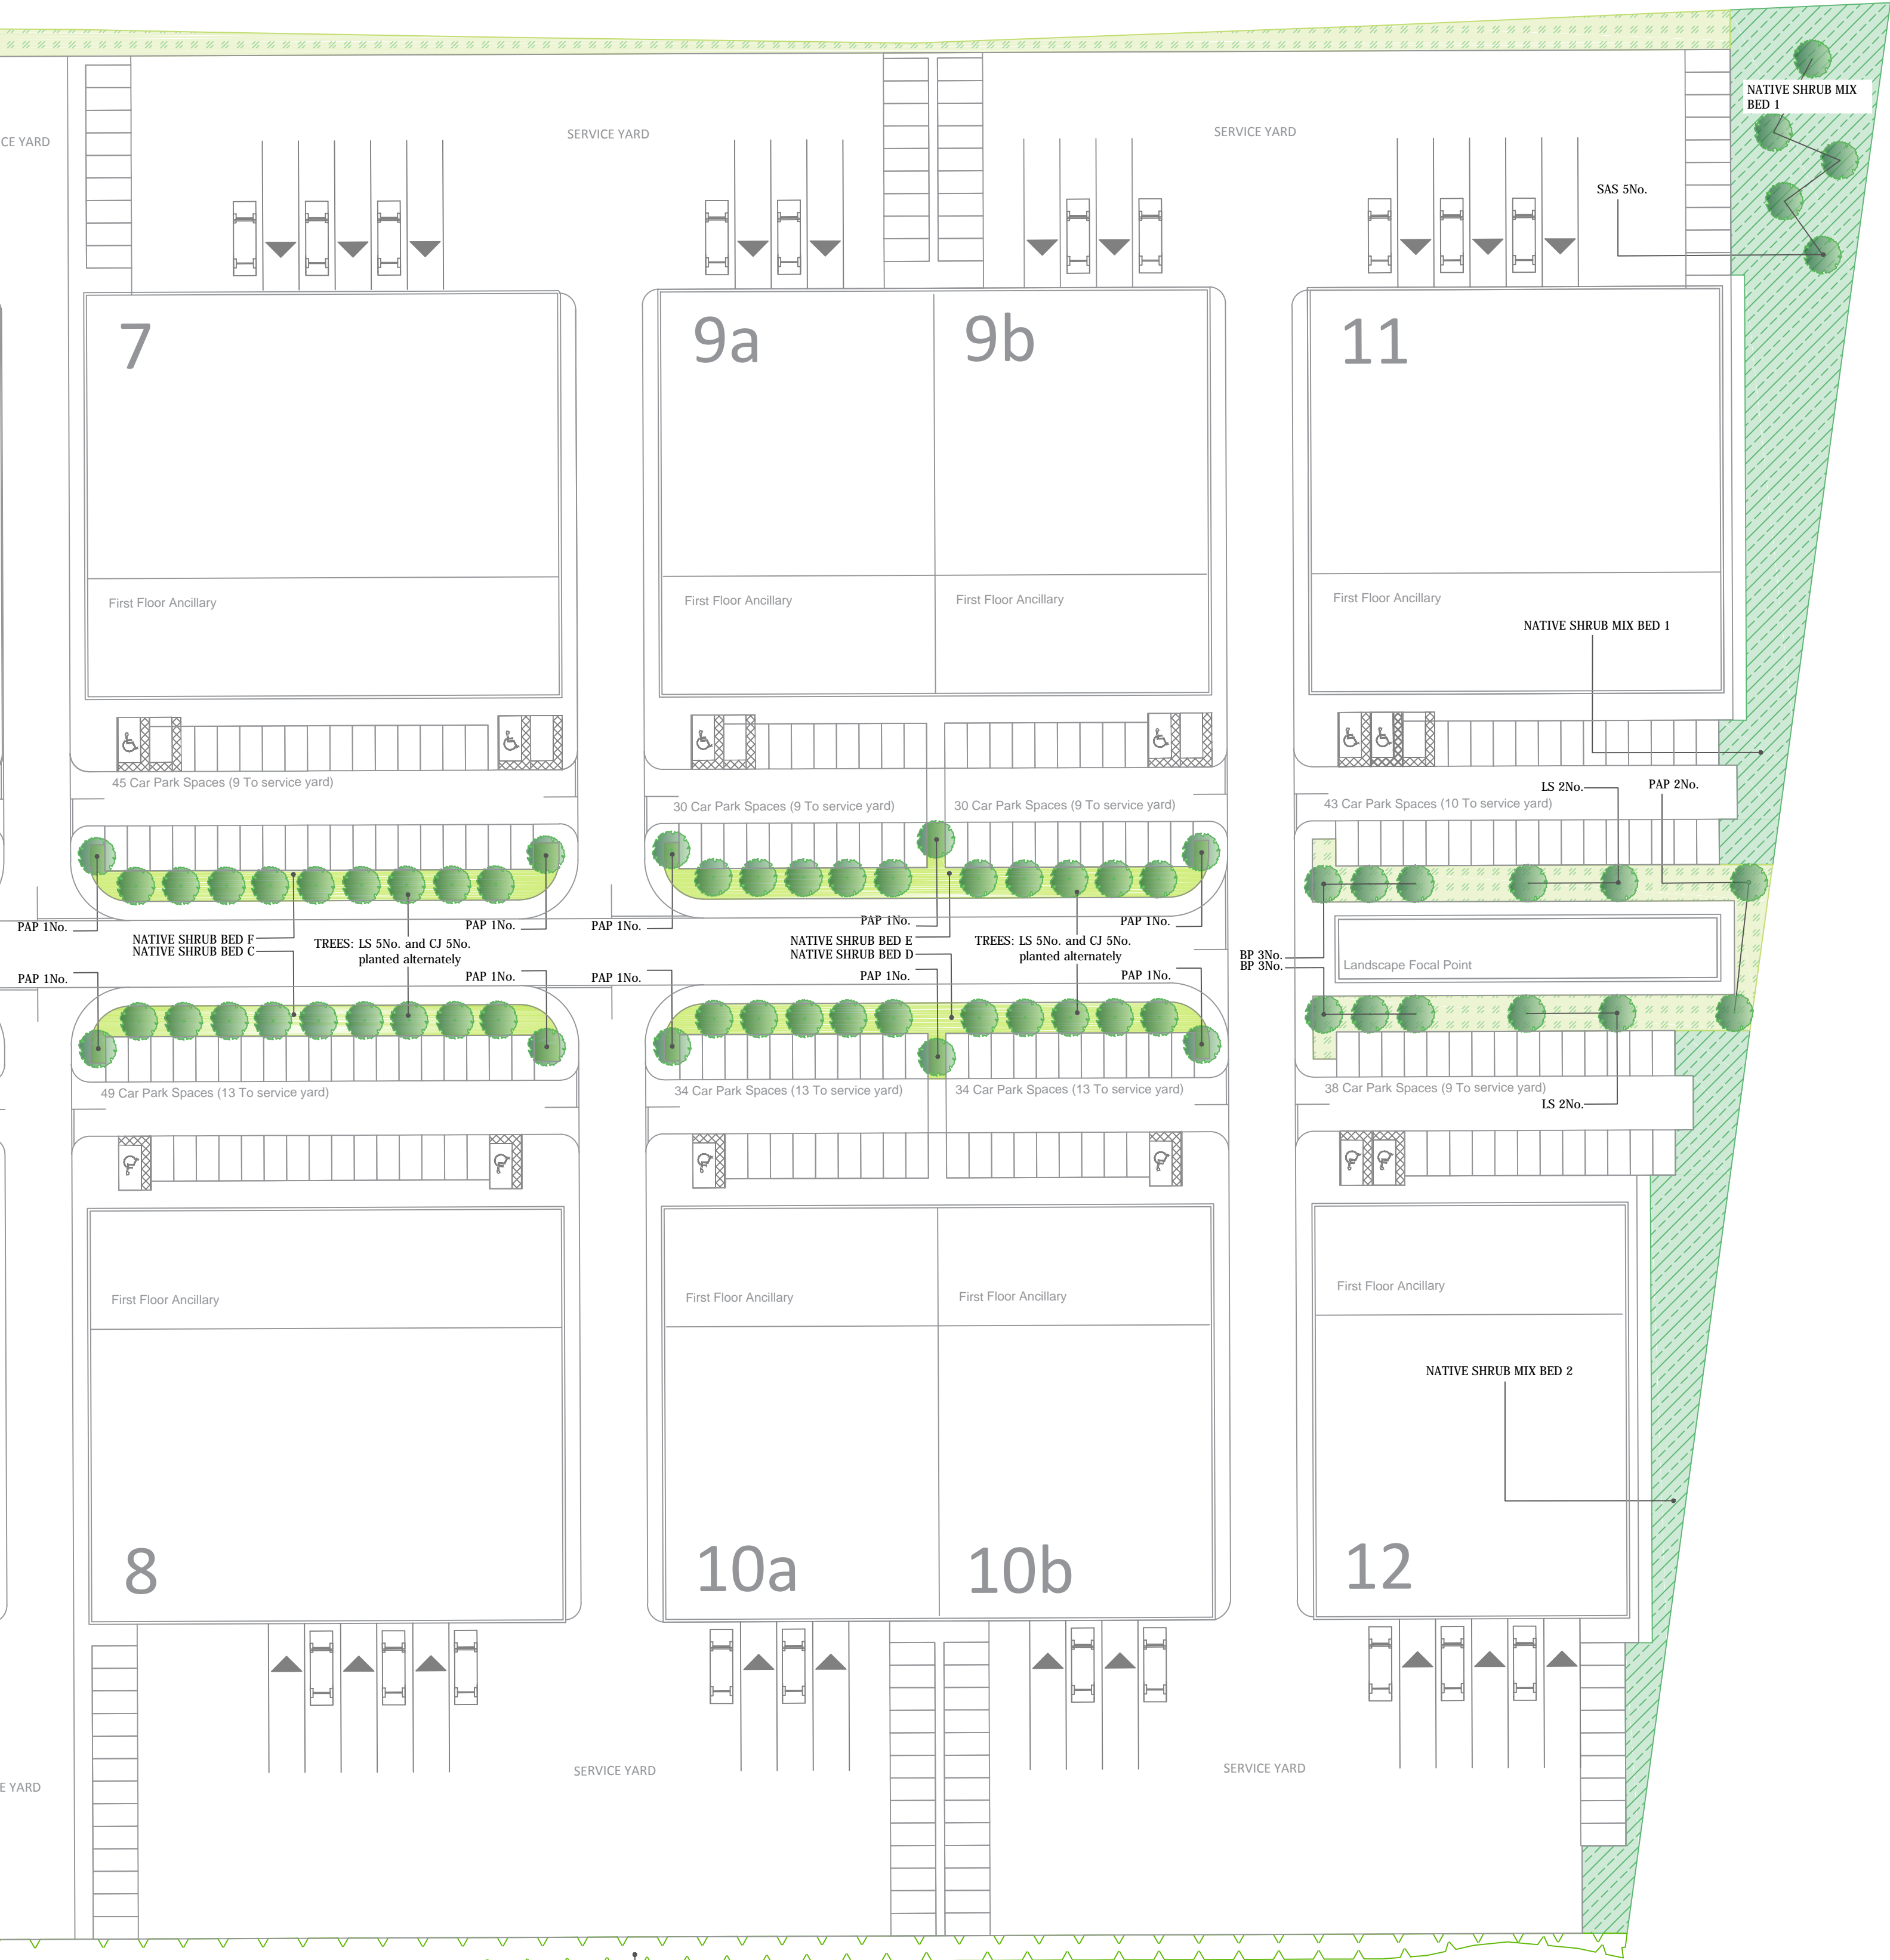 NATIVE SHRUB MIX
BED 1
CE YARD
SERVICE YARD
SERVICE YARD
SAS 5No.
7
9a
9b
11
First Floor Ancillary
First Floor Ancillary
First Floor Ancillary
First Floor Ancillary
NATIVE SHRUB MIX BED 1
45 Car Park Spaces (9 To service yard)
30 Car Park Spaces (9 To service yard)
30 Car Park Spaces (9 To service yard)
43 Car Park Spaces (10 To service yard)
LS 2No.
PAP 2No.
PAP 1No.
PAP 1No.
PAP 1No.
PAP 1No.
PAP 1No.
NATIVE SHRUB BED F
NATIVE SHRUB BED C
TREES: LS 5No. and CJ 5No.
planted alternately
NATIVE SHRUB BED E
NATIVE SHRUB BED D
TREES: LS 5No. and CJ 5No.
planted alternately
BP 3No.
BP 3No.
Landscape Focal Point
PAP 1No.
PAP 1No.
PAP 1No.
PAP 1No.
PAP 1No.
49 Car Park Spaces (13 To service yard)
34 Car Park Spaces (13 To service yard)
34 Car Park Spaces (13 To service yard)
38 Car Park Spaces (9 To service yard)
LS 2No.
First Floor Ancillary
First Floor Ancillary
First Floor Ancillary
First Floor Ancillary
NATIVE SHRUB MIX BED 2
8
10a
10b
12
E YARD
SERVICE YARD
SERVICE YARD